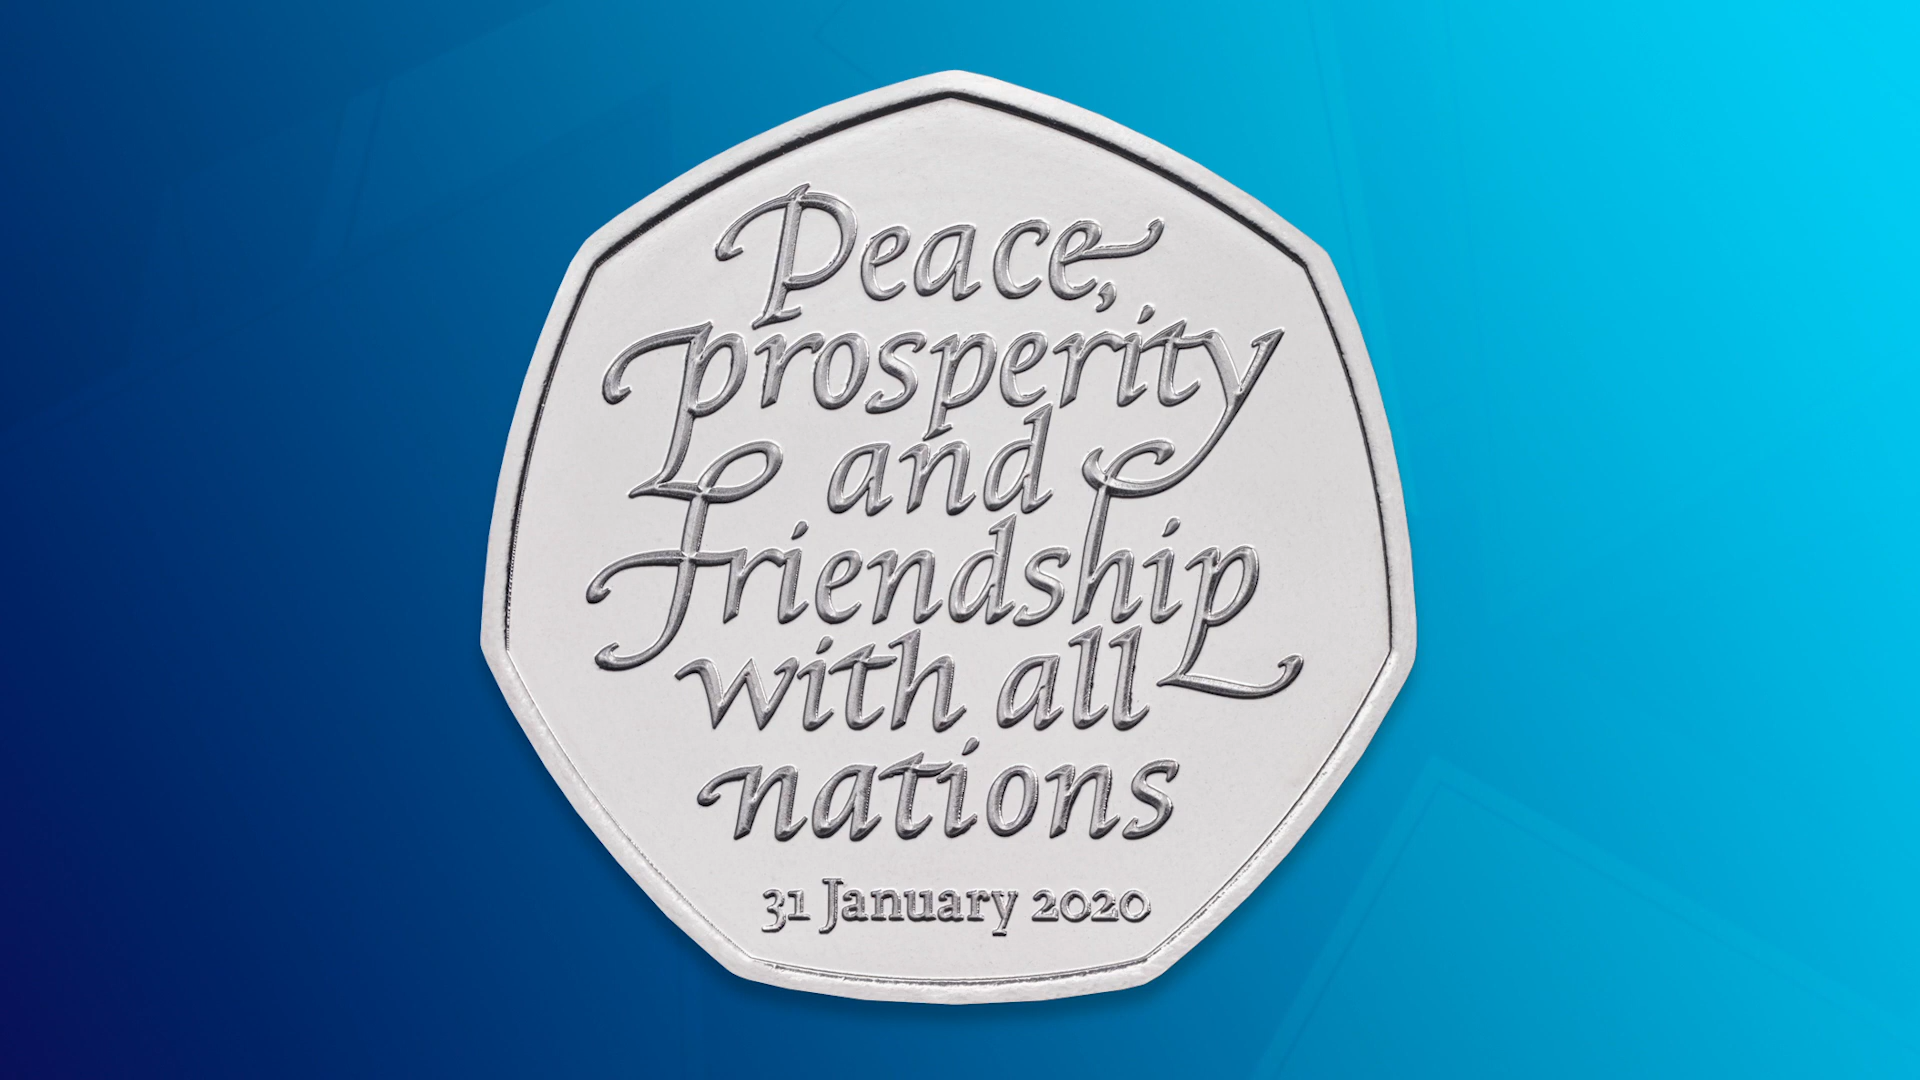 Peace,
prosperity
and
friendship
with all
nations
31 January 2020